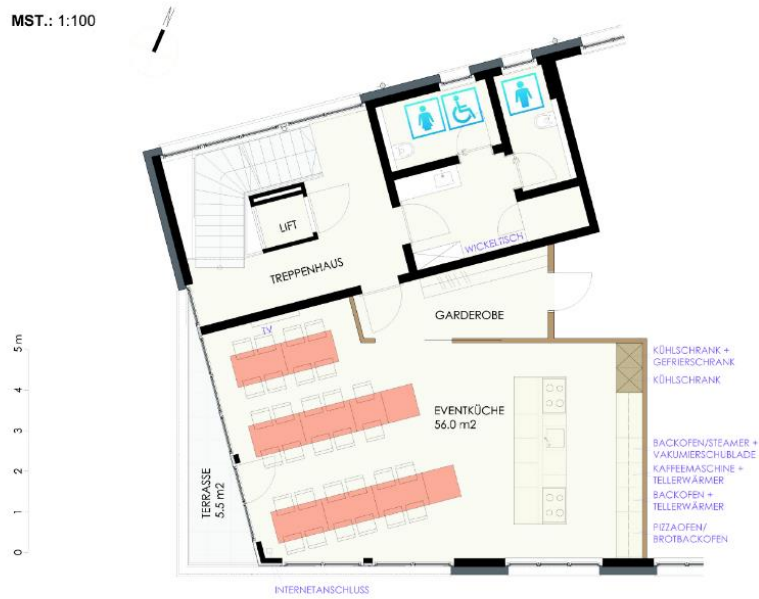 MST.: 1:100
LIFT
TREPPENHAUS
WICKELTISCH
GARDEROBE
TV
5 m
4
3
2
1
0
EVENTKÜCHE
56.0 m2
TERRASSE
5.5 m2
KÜHLSCHRANK +
GEFRIERSCHRANK
KÜHLSCHRANK
BACKOFEN/STEAMER +
VAKUMIERSCHUBLADE
KAFFEEMASCHINE +
TELLERWÄRMER
BACKOFEN +
TELLERWÄRMER
PIZZAOFEN/
BROTBACKOFEN
INTERNETANSCHLUSS